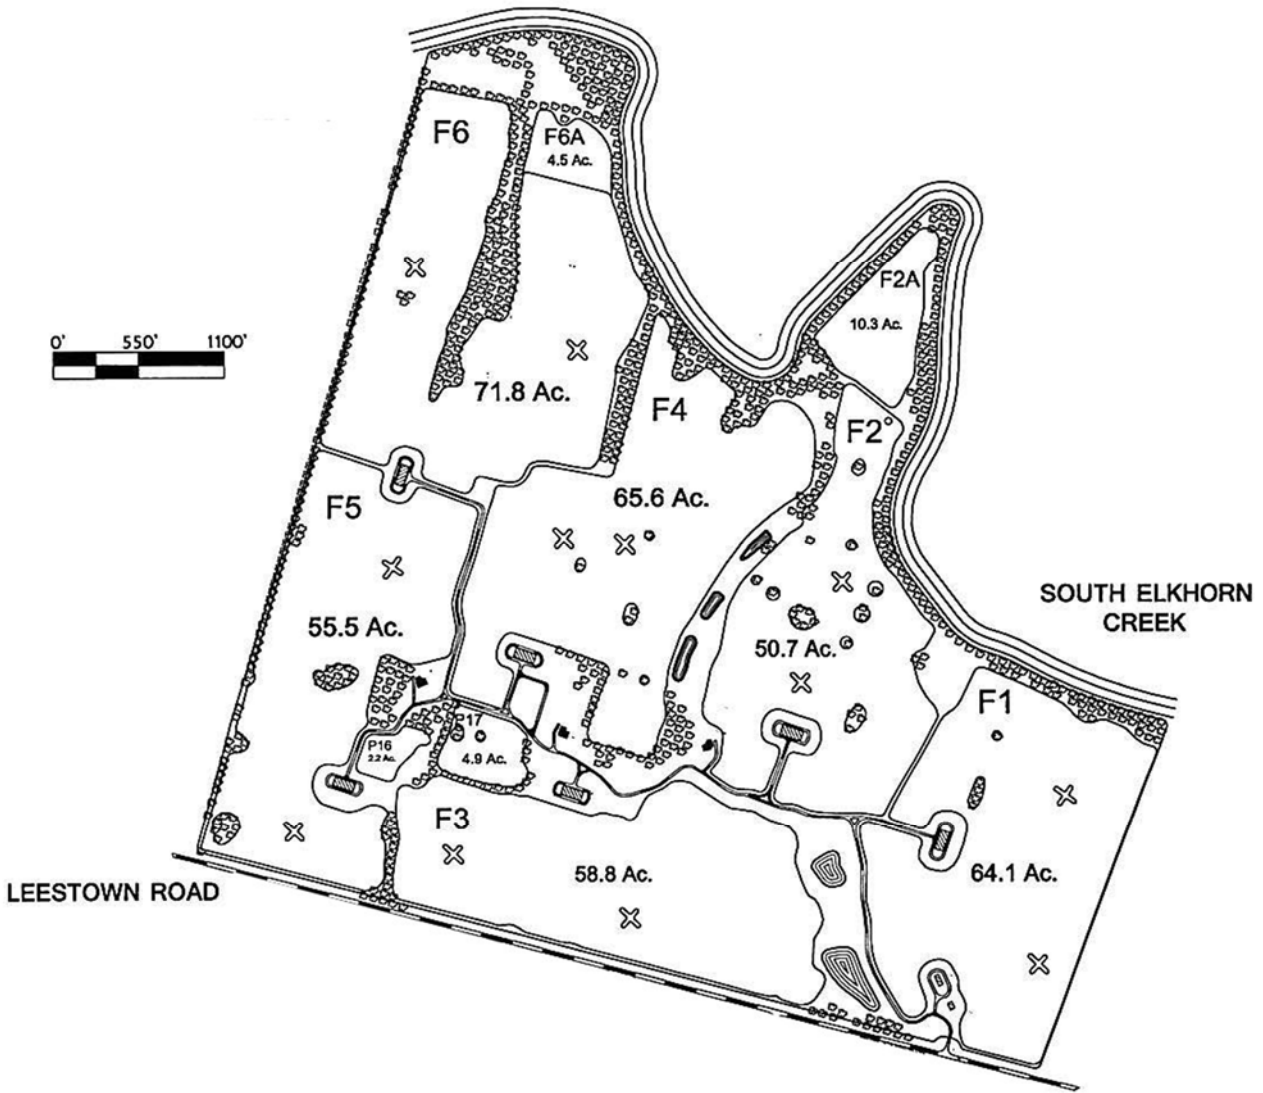 F6
F6A
4.5 Ac.
F2A
10.3 Ac.
0' 550' 1100'
71.8 Ac.
F4
F2
65.6 Ac.
F5
SOUTH ELKHORN
CREEK
55.5 Ac.
50.7 Ac.
F1
P17
4.9 Ac.
P16
2.2 Ac.
F3
58.8 Ac.
64.1 Ac.
LEESTOWN ROAD